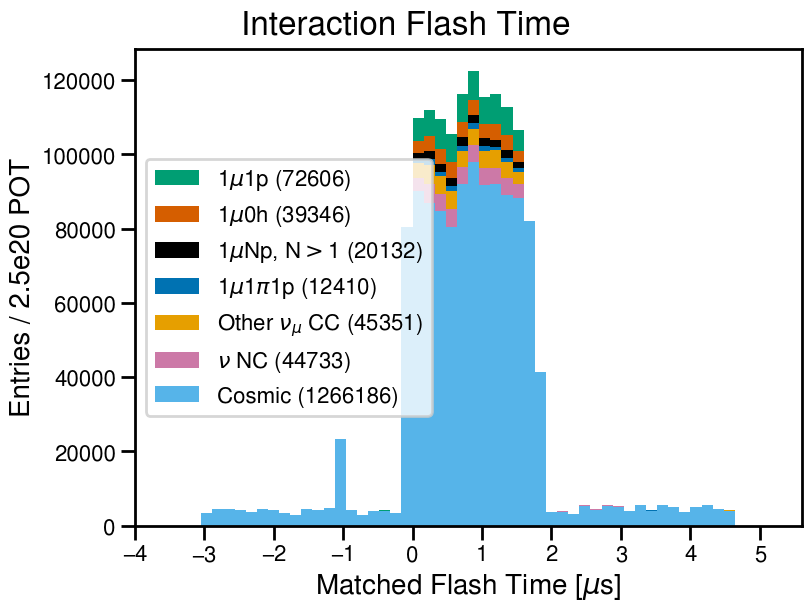 Interaction Flash Time
Entries / 2.5e20 POT
120000
100000
80000
60000
40000
20000
0
1μ1p (72606)
1μ0h (39346)
1μNp, N > 1 (20132)
1μ1π1p (12410)
Other νμ CC (45351)
ν NC (44733)
Cosmic (1266186)
−4 −3 −2 −1 0 1 2 3 4 5
Matched Flash Time [μs]